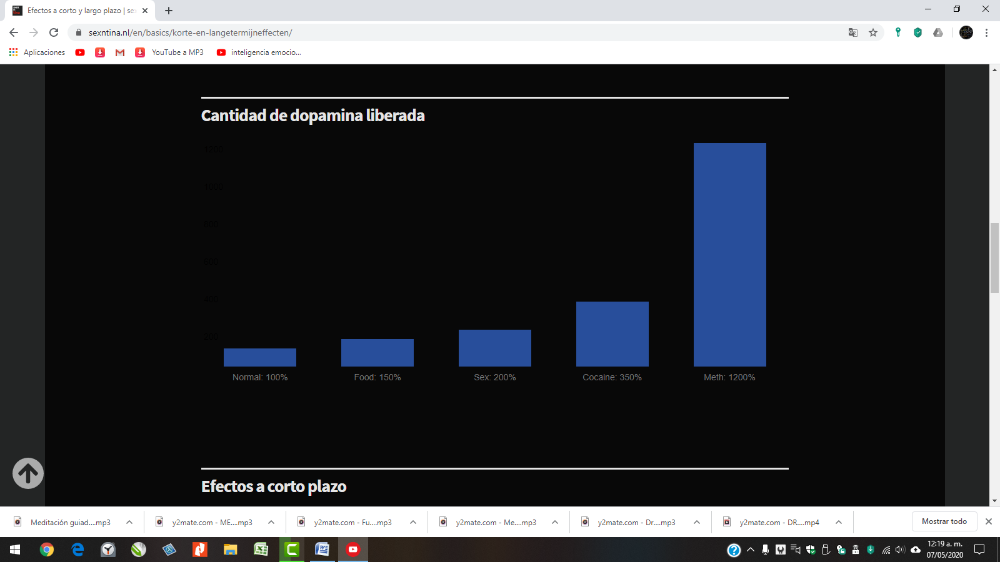 Efectos a corto y largo plazo | sex
sexntina.nl/en/basics/korte-en-langetermijneffecten/
Aplicaciones
YouTube a MP3
inteligencia emocio...
Cantidad de dopamina liberada
1200
1000
800
600
400
200
Normal: 100%
Food: 150%
Sex: 200%
Cocaine: 350%
Meth: 1200%
Efectos a corto plazo
Meditación guiad....mp3
y2mate.com - ME....mp3
y2mate.com - Fu....mp3
y2mate.com - Me....mp3
y2mate.com - Dr....mp3
y2mate.com - DR....mp4
Mostrar todo
12:19 a. m.
07/05/2020